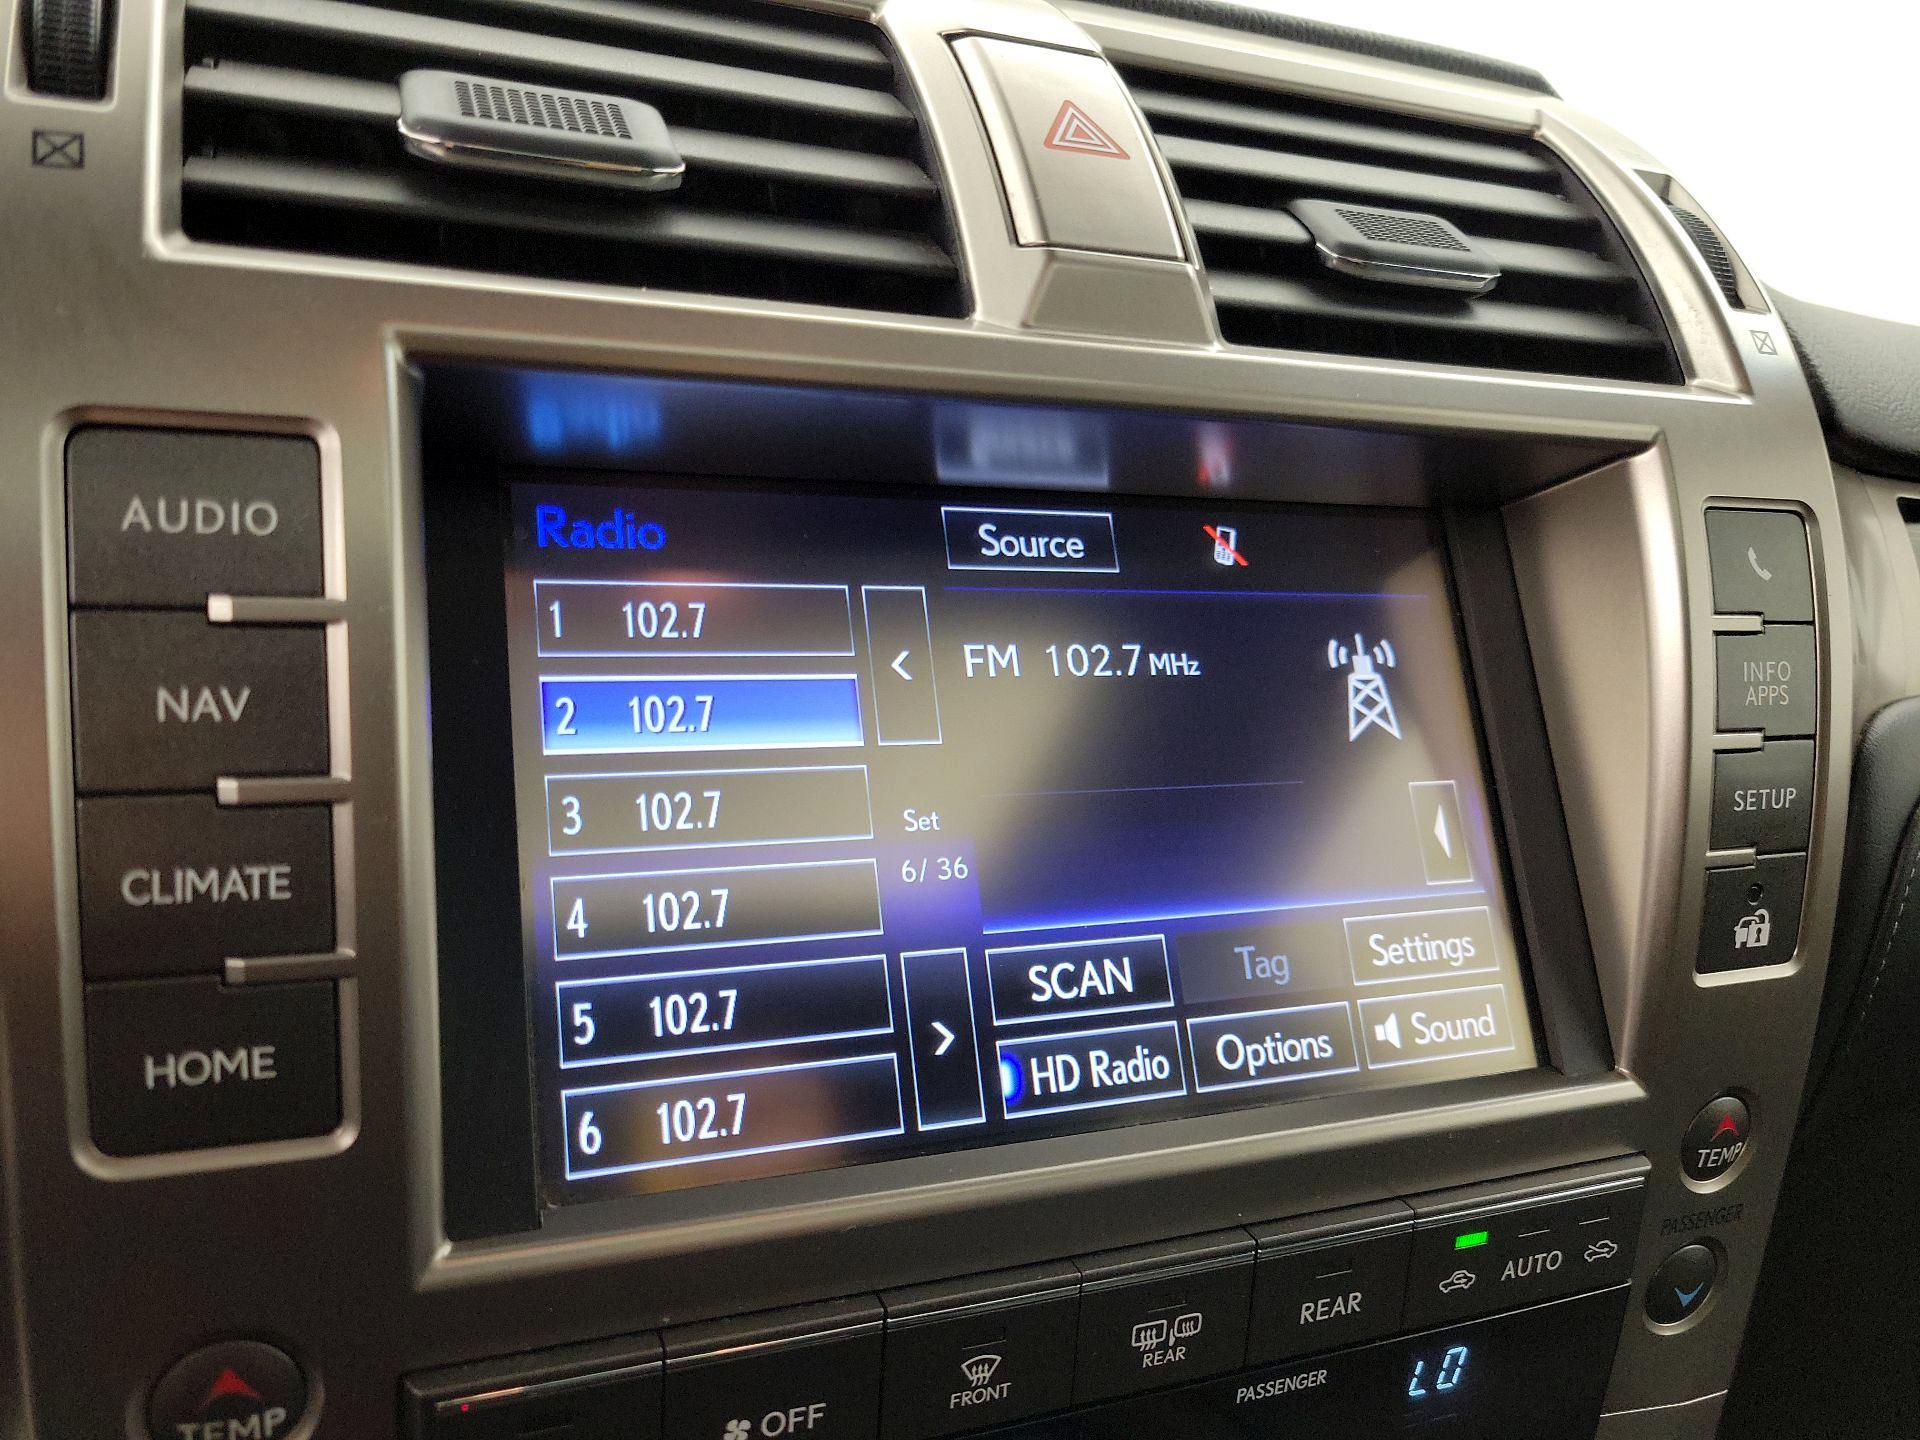 AUDIO
NAV
CLIMATE
HOME
Radio
Source
1 102.7
2 102.7
3 102.7
4 102.7
5 102.7
6 102.7
<
Set
6/ 36
>
FM 102.7 MHz
SCAN
Tag
Settings
HD Radio
Options
Sound
INFO
APPS
SETUP
TEMP
PASSENGER
TEMP
OFF
FRONT
REAR
REAR
AUTO
PASSENGER
LO